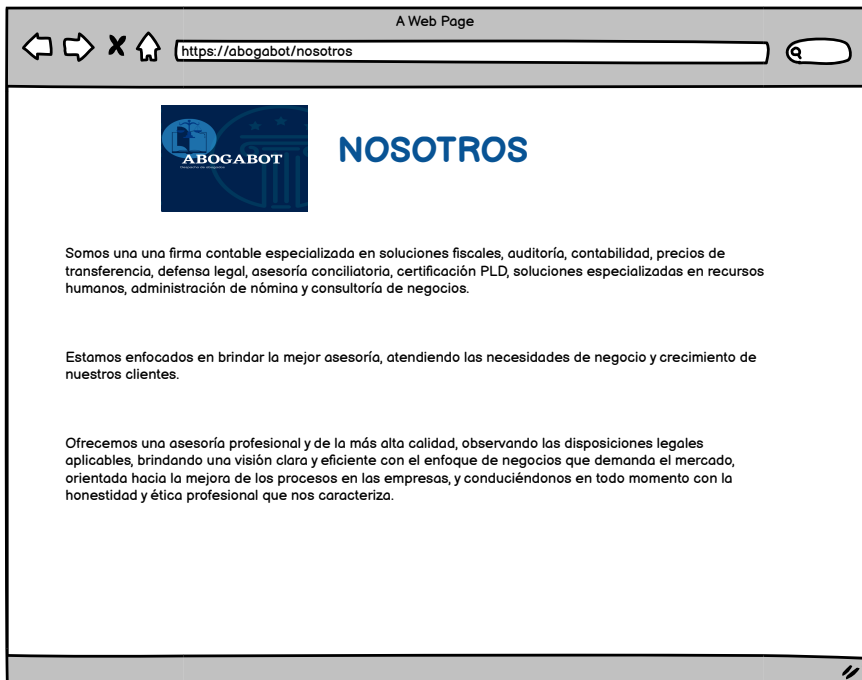 A Web Page
https://abogabot/nosotros
ABOGABOT
Despacho de abogados
NOSOTROS
Somos una una firma contable especializada en soluciones fiscales, auditoría, contabilidad, precios de
transferencia, defensa legal, asesoría conciliatoria, certificación PLD, soluciones especializadas en recursos
humanos, administración de nómina y consultoría de negocios.
Estamos enfocados en brindar la mejor asesoría, atendiendo las necesidades de negocio y crecimiento de
nuestros clientes.
Ofrecemos una asesoría profesional y de la más alta calidad, observando las disposiciones legales
aplicables, brindando una visión clara y eficiente con el enfoque de negocios que demanda el mercado,
orientada hacia la mejora de los procesos en las empresas, y conduciéndonos en todo momento con la
honestidad y ética profesional que nos caracteriza.